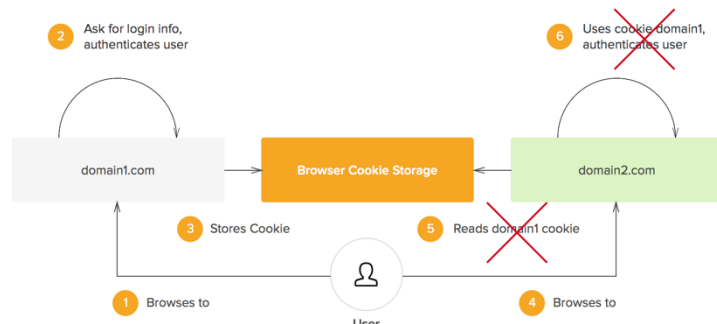 2 Ask for login info,
authenticates user
6 Uses cookie domain1,
authenticates user
domain1.com
Browser Cookie Storage
domain2.com
3 Stores Cookie
5 Reads domain1 cookie
1 Browses to
4 Browses to
User